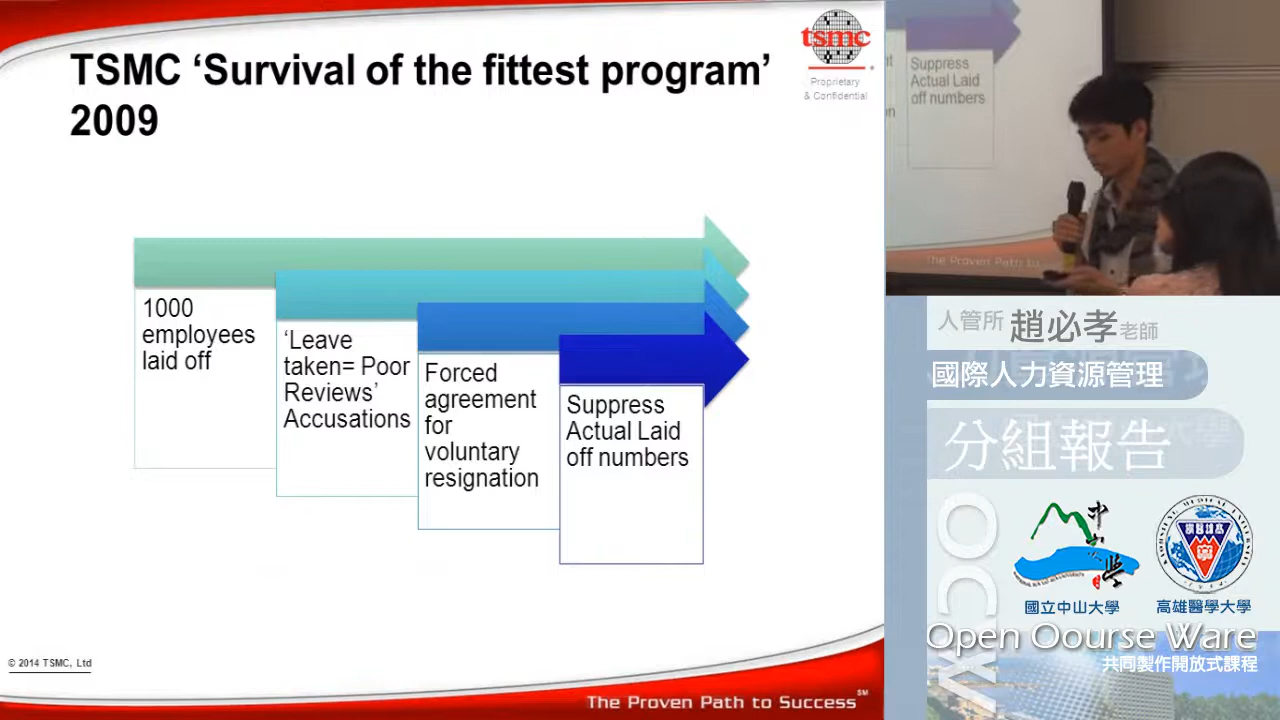 TSMC ‘Survival of the fittest program’
2009
tsmc
Proprietary
& Confidential
1000
employees
laid off
‘Leave
taken= Poor
Reviews’
Accusations
Forced
agreement
for
voluntary
resignation
Suppress
Actual Laid
off numbers
© 2014 TSMC, Ltd
The Proven Path to Success℠
Suppress
Actual Laid
off numbers
the Proven Path to
人管所 趙必孝老師
國際人力資源管理
分組報告
OCW
國立中山大學
高雄醫學大學
Open Oourse Ware
共同製作開放式課程